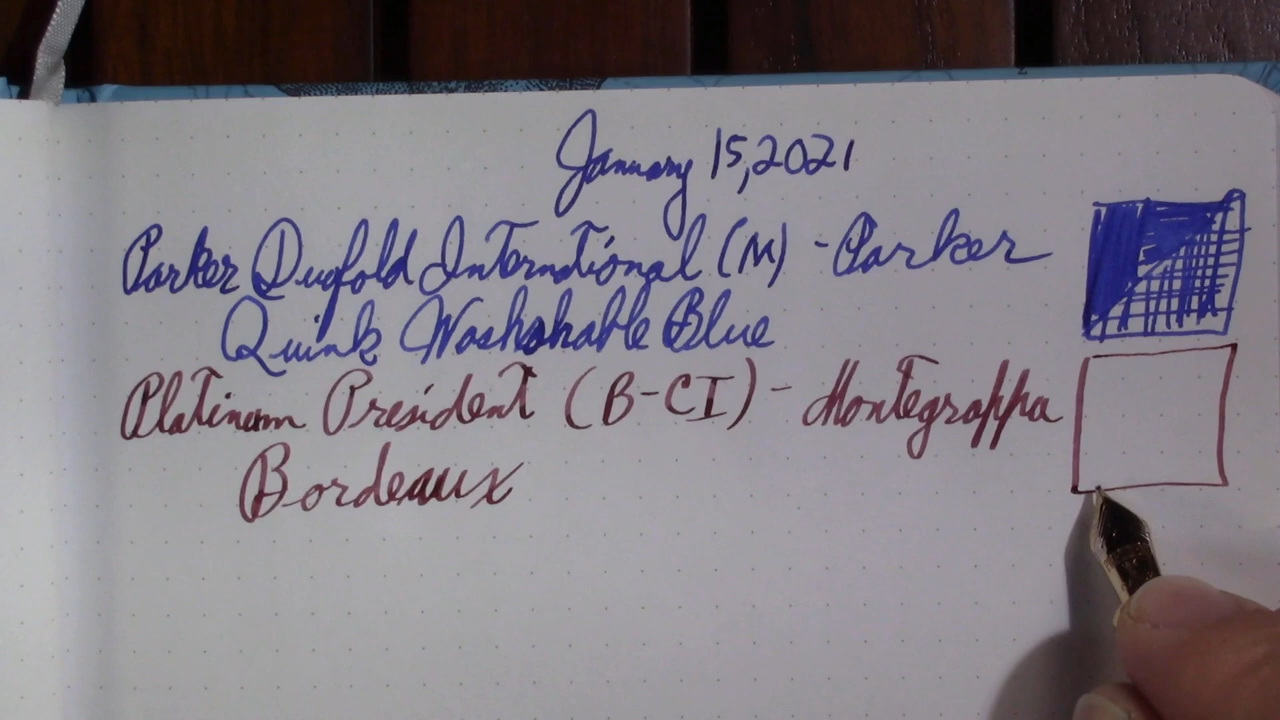 January 15, 2021
Parker Duofold International (M) - Parker
Quink Washable Blue
Platinum President (B-CI) - Montegrappa
Bordeaux